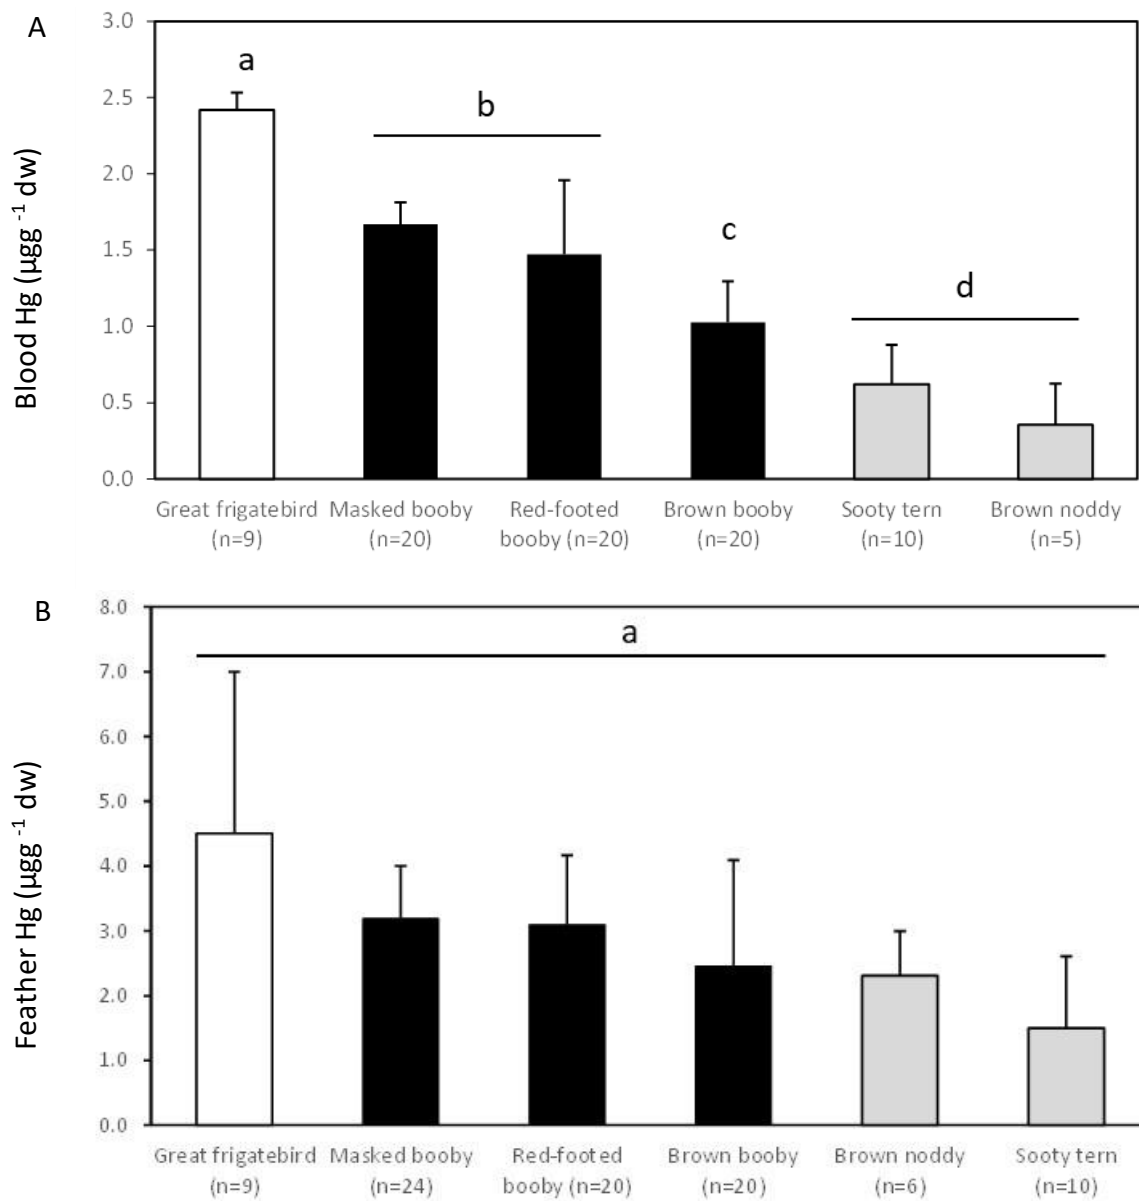 A
3.0
2.5
2.0
1.5
1.0
0.5
0.0
Blood Hg (µgg -1 dw)
a
b
c
d
Great frigatebird
(n=9)
Masked booby
(n=20)
Red-footed
booby (n=20)
Brown booby
(n=20)
Sooty tern
(n=10)
Brown noddy
(n=5)
B
8.0
7.0
6.0
5.0
4.0
3.0
2.0
1.0
0.0
Feather Hg (µgg -1 dw)
a
Great frigatebird
(n=9)
Masked booby
(n=24)
Red-footed
booby (n=20)
Brown booby
(n=20)
Brown noddy
(n=6)
Sooty tern
(n=10)